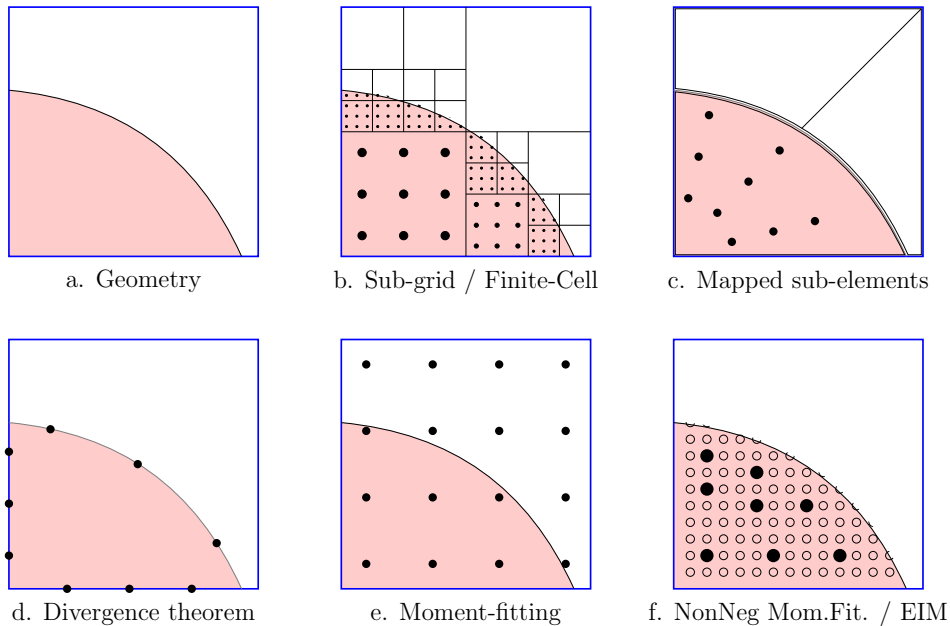 a. Geometry
b. Sub-grid / Finite-Cell
c. Mapped sub-elements
d. Divergence theorem
e. Moment-fitting
f. NonNeg Mom.Fit. / EIM